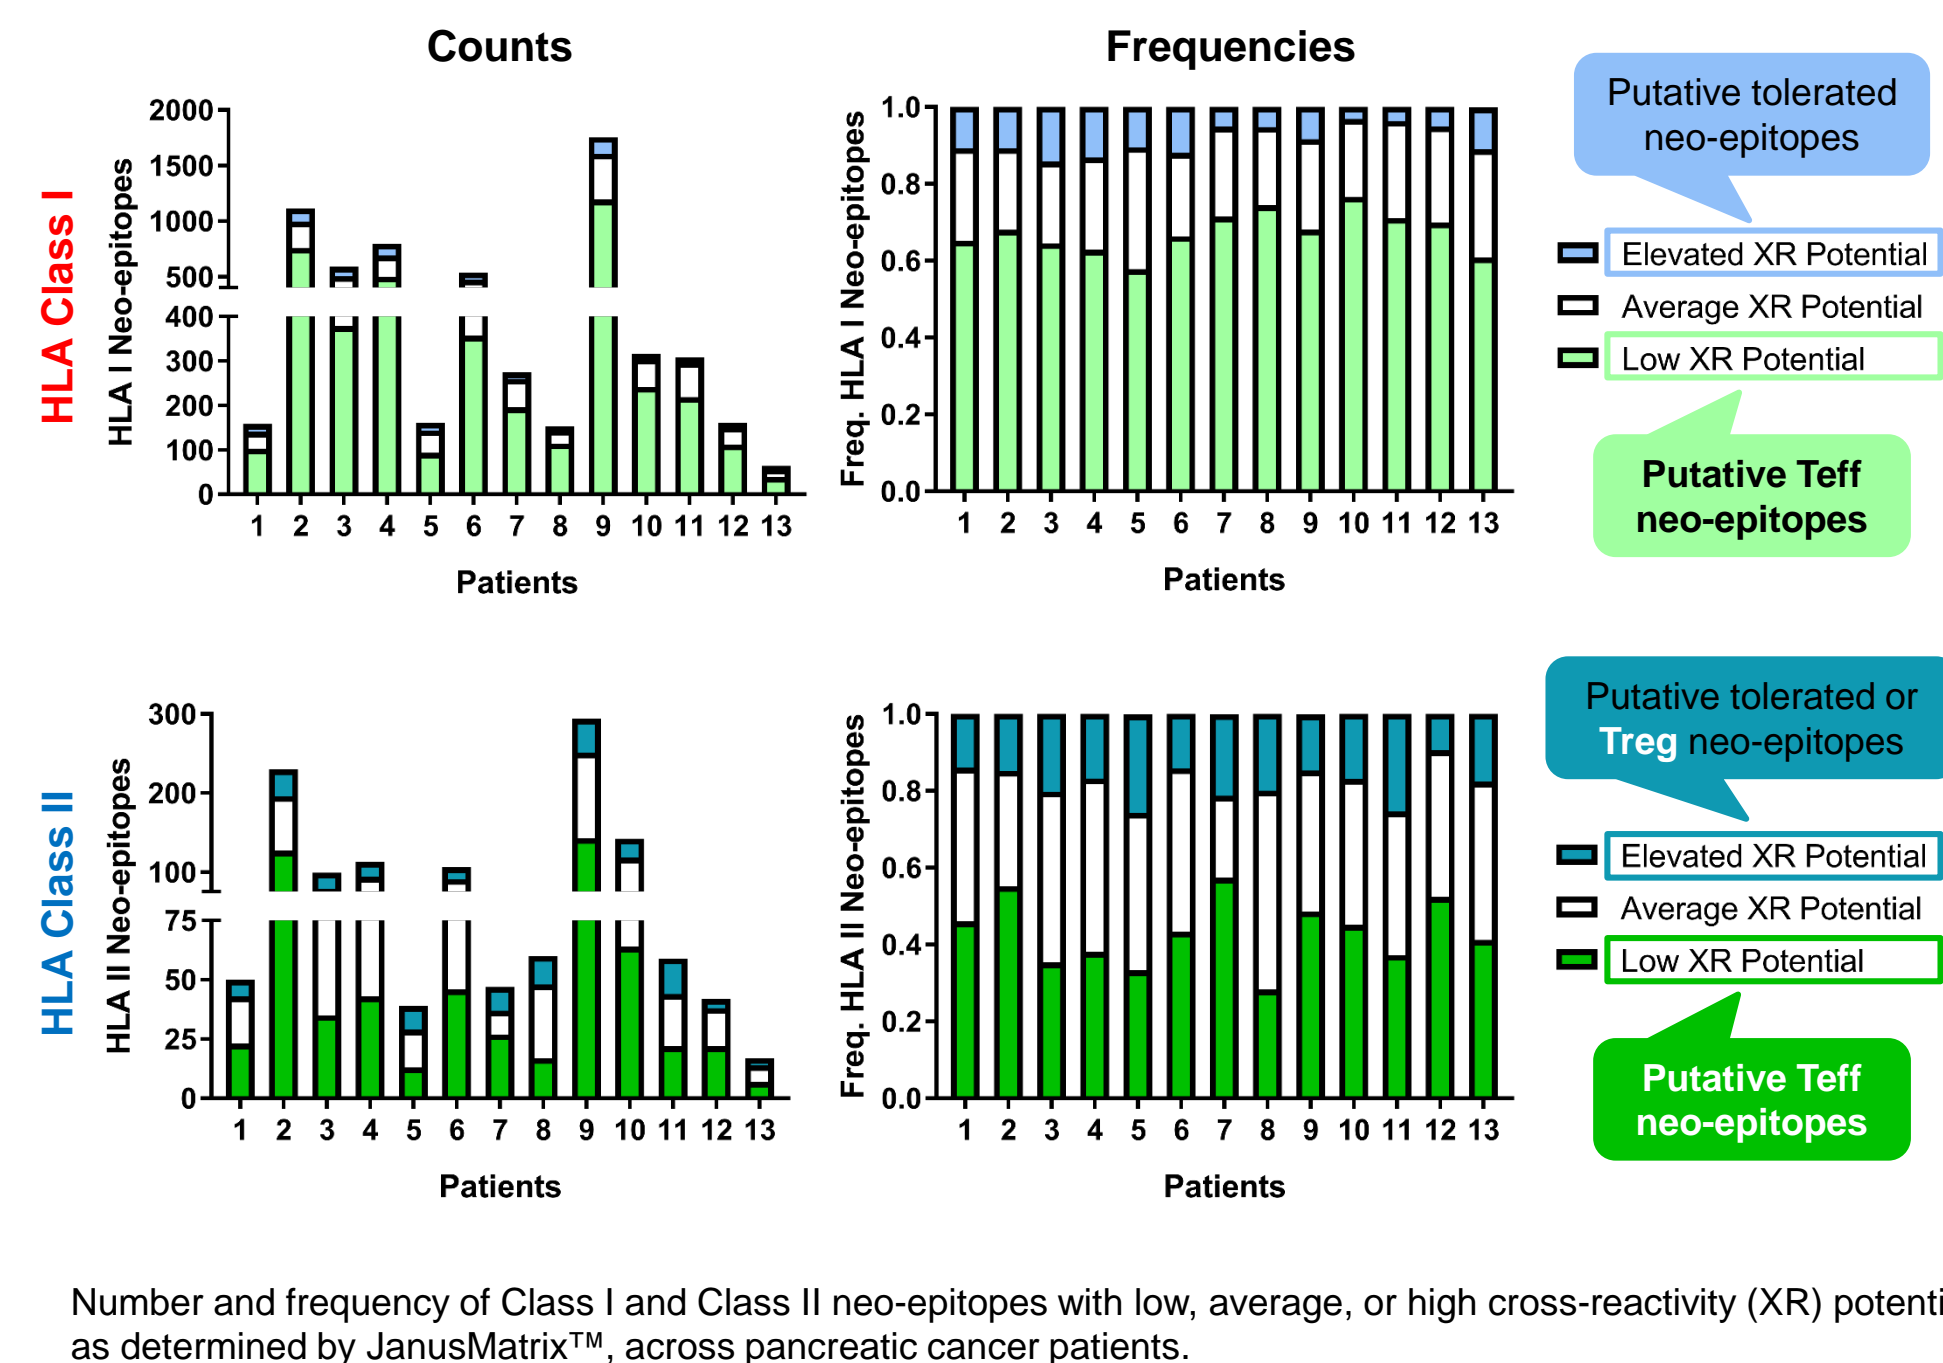 Counts
Frequencies
HLA Class I
HLA I Neo-epitopes
2000
1500
1000
500
400
300
200
100
0
1 2 3 4 5 6 7 8 9 10 11 12 13
Patients
Freq. HLA I Neo-epitopes
1.0
0.8
0.6
0.4
0.2
0.0
1 2 3 4 5 6 7 8 9 10 11 12 13
Patients
Putative tolerated
neo-epitopes
Elevated XR Potential
Average XR Potential
Low XR Potential
Putative Teff
neo-epitopes
HLA Class II
HLA II Neo-epitopes
300
200
100
75
50
25
0
1 2 3 4 5 6 7 8 9 10 11 12 13
Patients
Freq. HLA II Neo-epitopes
1.0
0.8
0.6
0.4
0.2
0.0
1 2 3 4 5 6 7 8 9 10 11 12 13
Patients
Putative tolerated or
Treg neo-epitopes
Elevated XR Potential
Average XR Potential
Low XR Potential
Putative Teff
neo-epitopes
Number and frequency of Class I and Class II neo-epitopes with low, average, or high cross-reactivity (XR) potenti
as determined by JanusMatrix™, across pancreatic cancer patients.